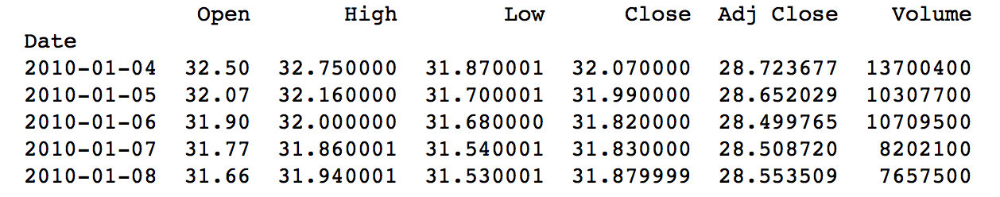 Open High Low Close Adj Close Volume
Date
2010-01-04 32.50 32.750000 31.870001 32.070000 28.723677 13700400
2010-01-05 32.07 32.160000 31.700001 31.990000 28.652029 10307700
2010-01-06 31.90 32.000000 31.680000 31.820000 28.499765 10709500
2010-01-07 31.77 31.860001 31.540001 31.830000 28.508720 8202100
2010-01-08 31.66 31.940001 31.530001 31.879999 28.553509 7657500